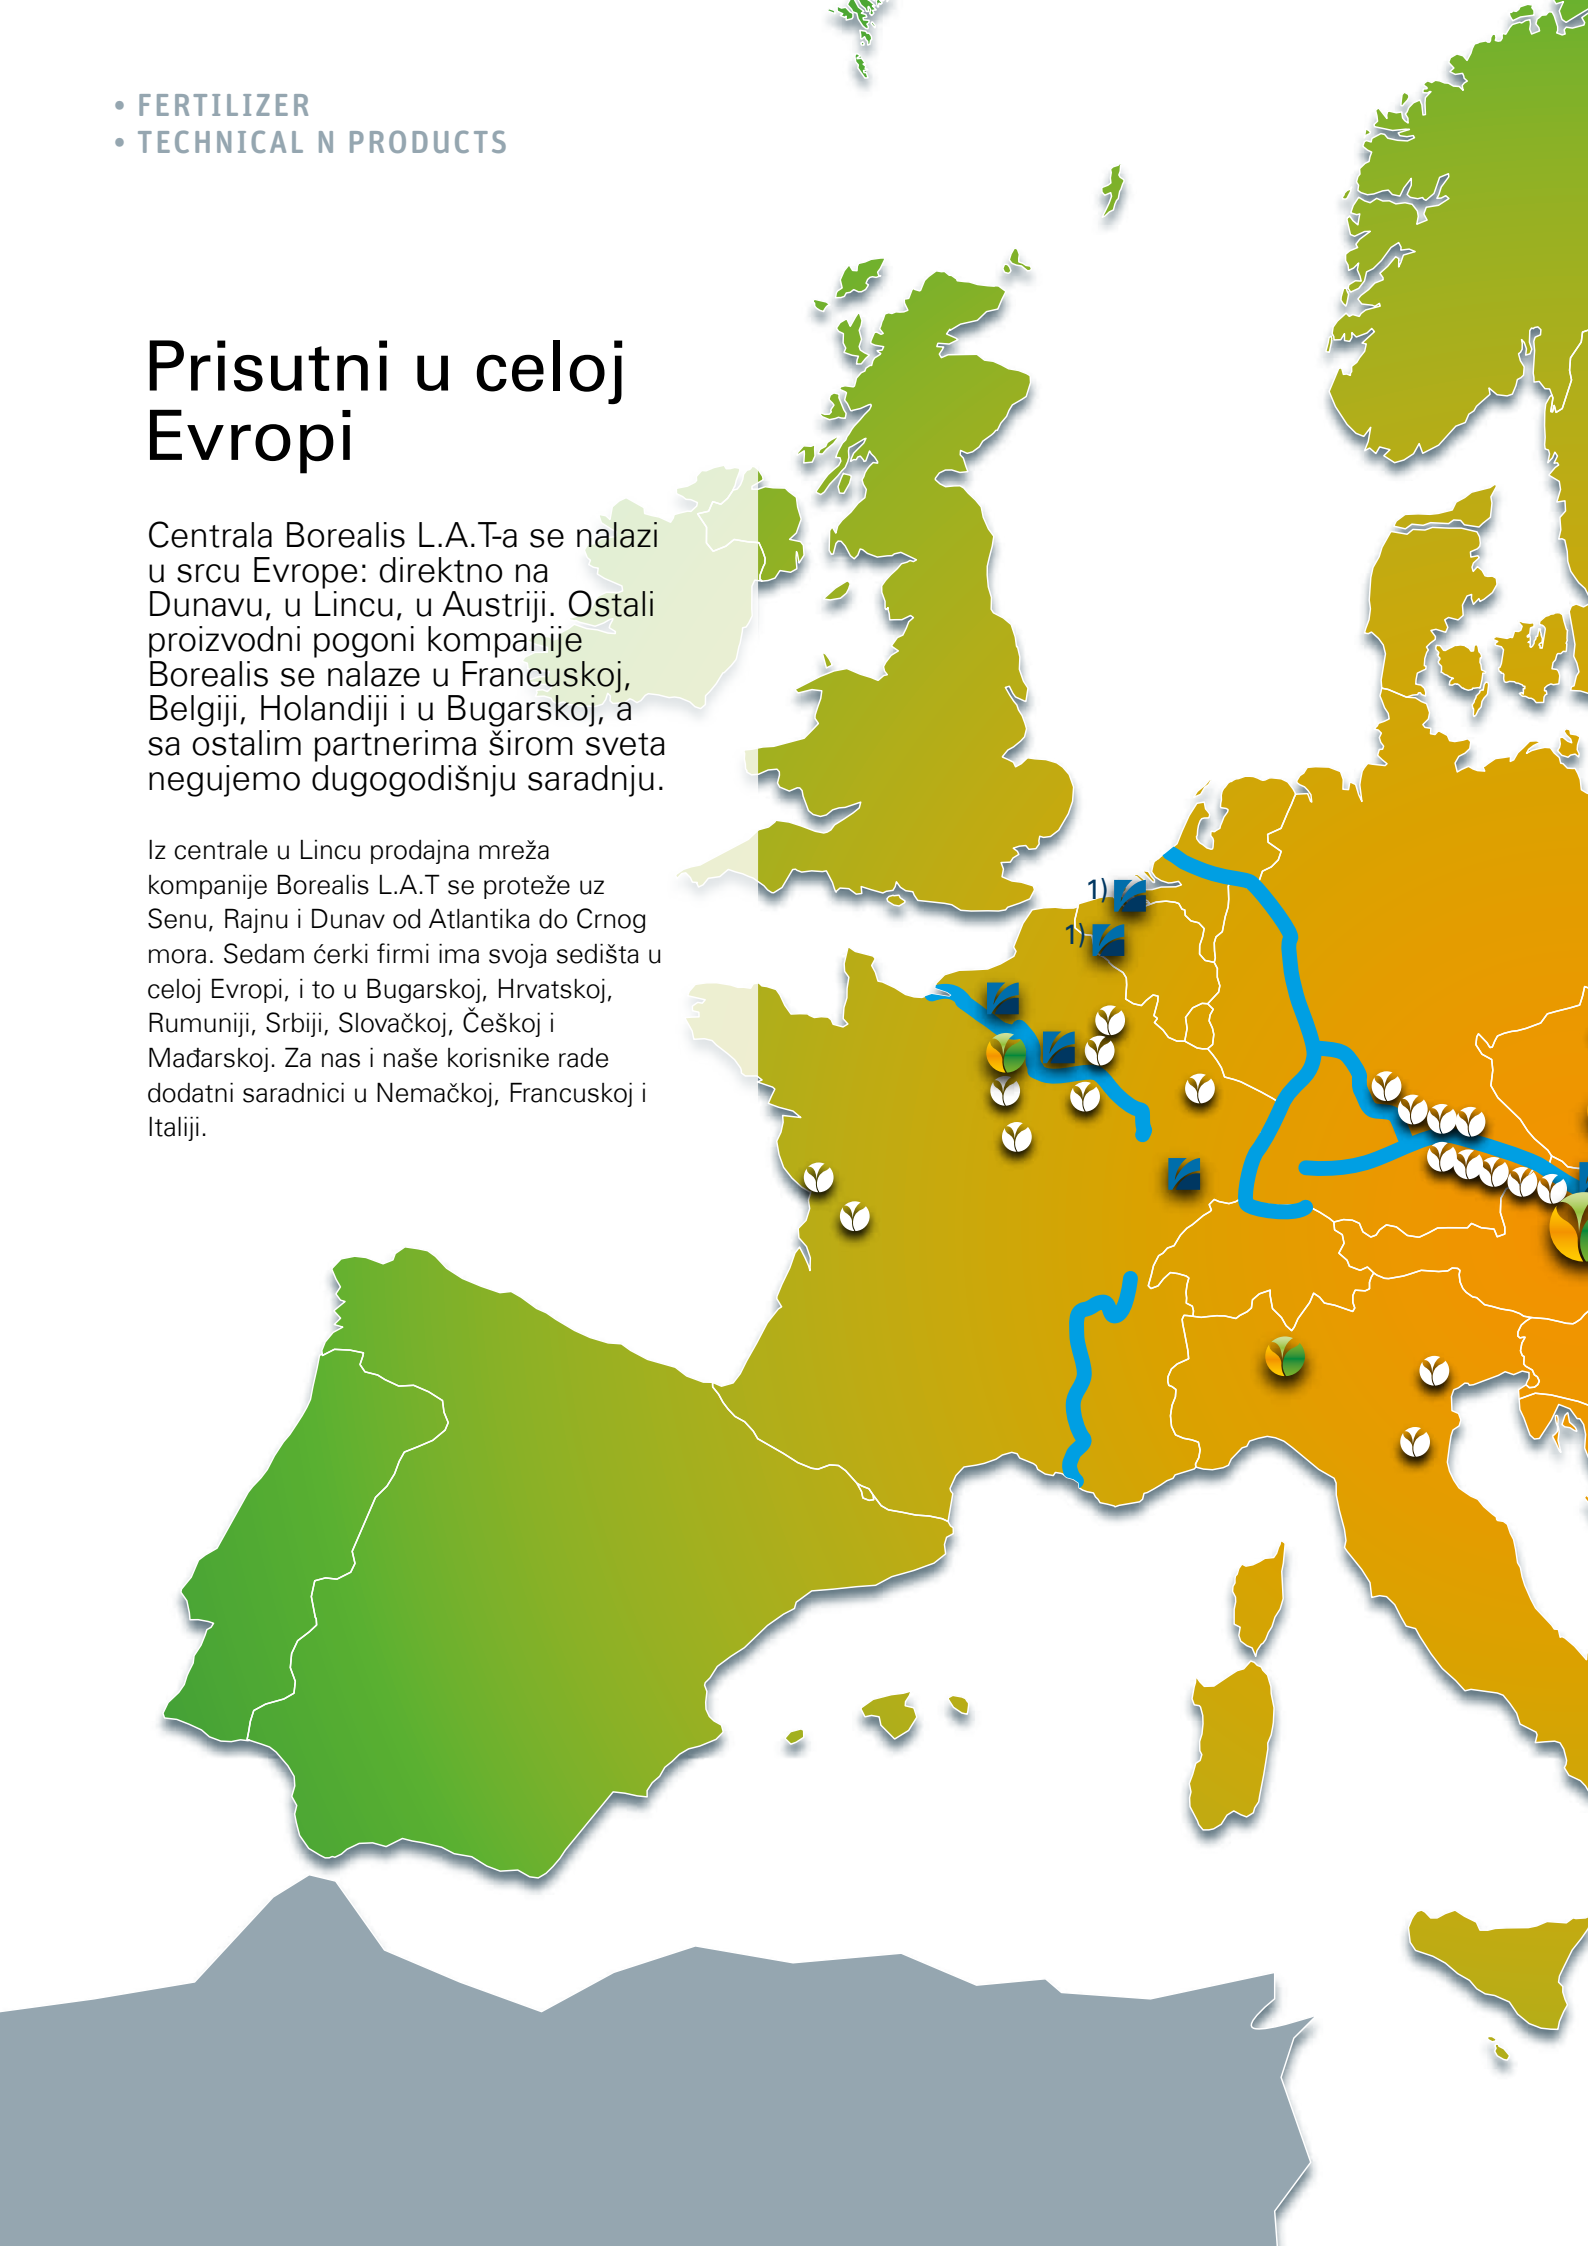 • FERTILIZER
• TECHNICAL N PRODUCTS
Prisutni u celoj
Evropi
Centrala Borealis L.A.T-a se nalazi
u srcu Evrope: direktno na
Dunavu, u Lincu, u Austriji. Ostali
proizvodni pogoni kompanije
Borealis se nalaze u Francuskoj,
Belgiji, Holandiji i u Bugarskoj, a
sa ostalim partnerima širom sveta
negujemo dugogodišnju saradnju.
Iz centrale u Lincu prodajna mreža
kompanije Borealis L.A.T se proteže uz
Senu, Rajnu i Dunav od Atlantika do Crnog
mora. Sedam ćerki firmi ima svoja sedišta u
celoj Evropi, i to u Bugarskoj, Hrvatskoj,
Rumuniji, Srbiji, Slovačkoj, Češkoj i
Mađarskoj. Za nas i naše korisnike rade
dodatni saradnici u Nemačkoj, Francuskoj i
Italiji.
1)
1)